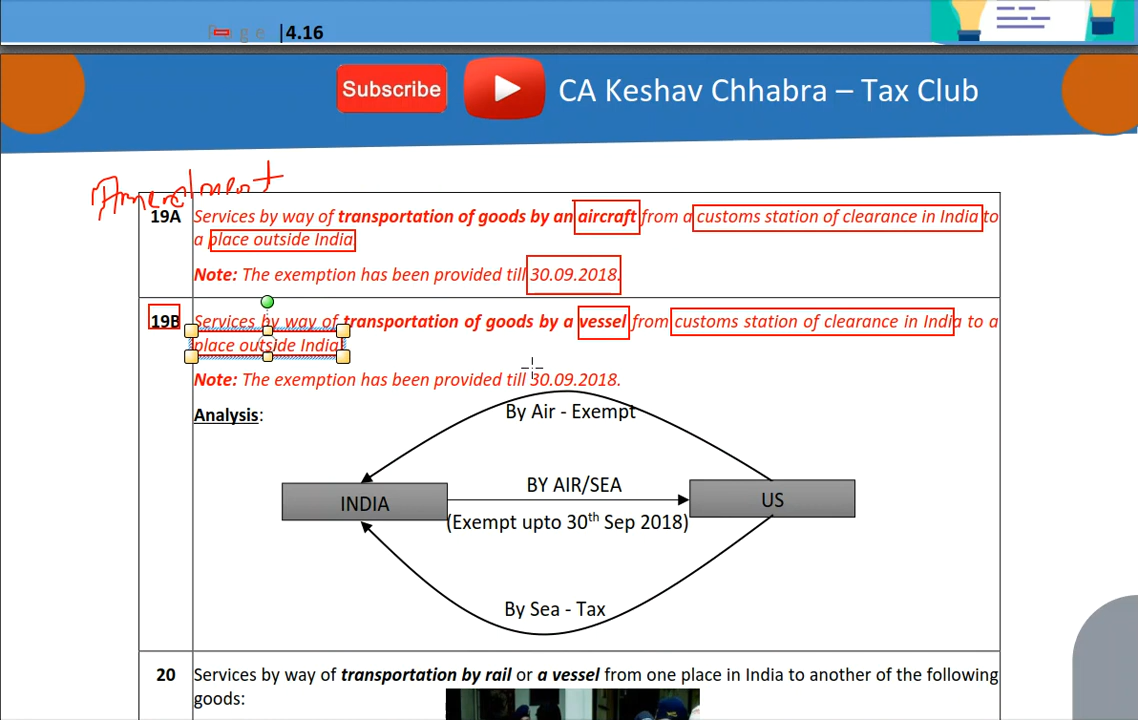 g e |4.16
Subscribe
CA Keshav Chhabra – Tax Club
Amendment
19A Services by way of transportation of goods by an aircraft from a customs station of clearance in India to
a place outside India
Note: The exemption has been provided till 30.09.2018.
19B Services by way of transportation of goods by a vessel from customs station of clearance in India to a
place outside India
Note: The exemption has been provided till 30.09.2018.
Analysis:
By Air - Exempt
BY AIR/SEA
INDIA
US
(Exempt upto 30th Sep 2018)
By Sea - Tax
20 Services by way of transportation by rail or a vessel from one place in India to another of the following
goods: